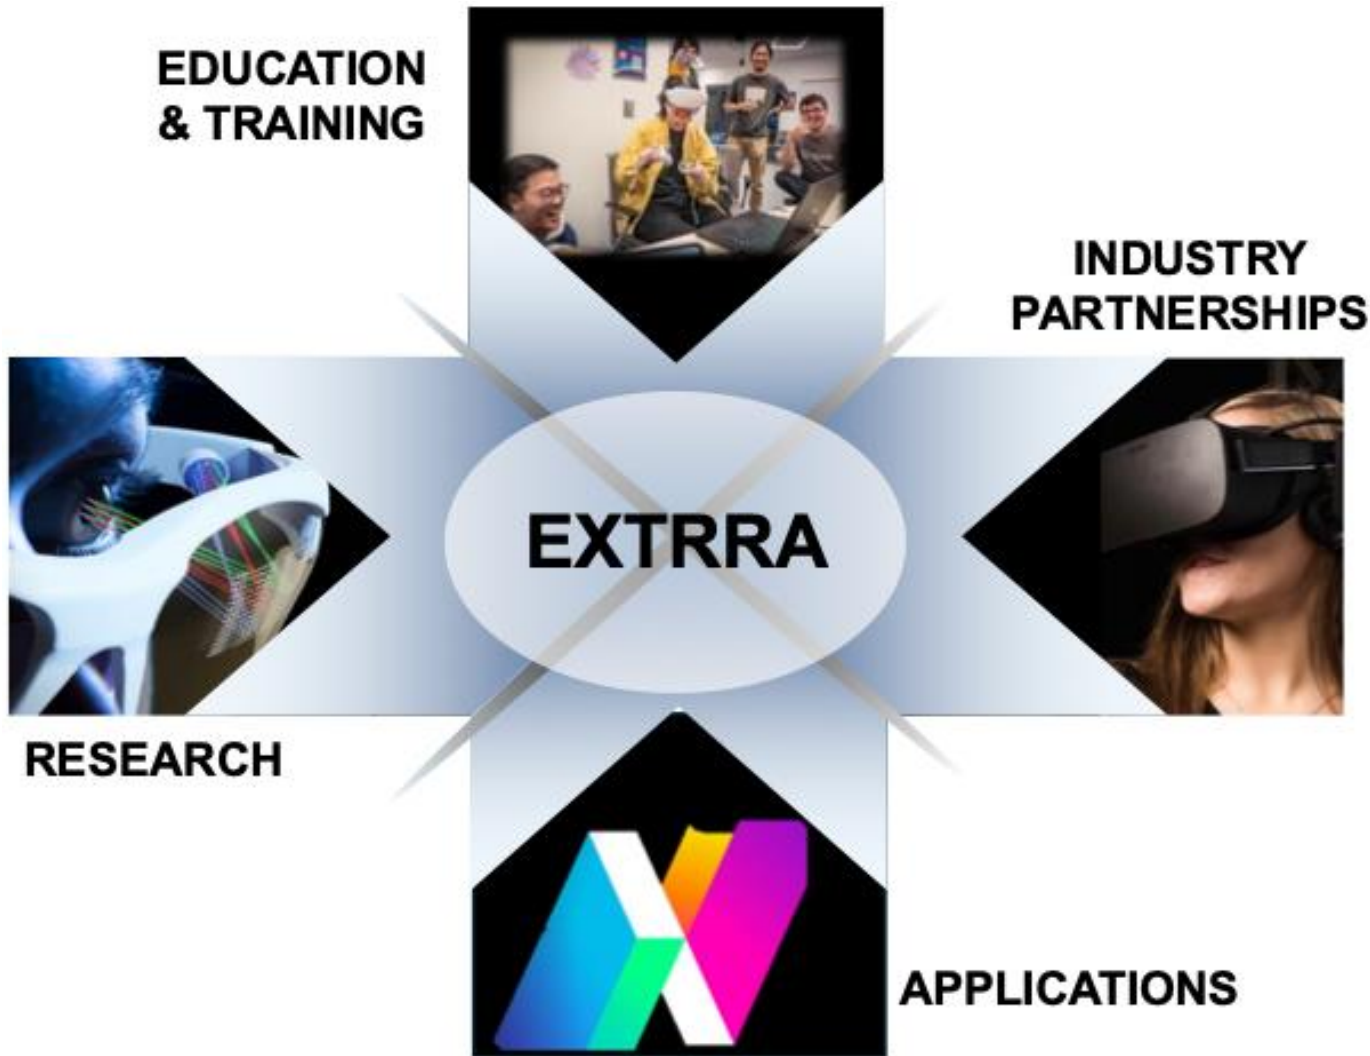 EDUCATION
& TRAINING
INDUSTRY
PARTNERSHIPS
EXTRRA
RESEARCH
APPLICATIONS